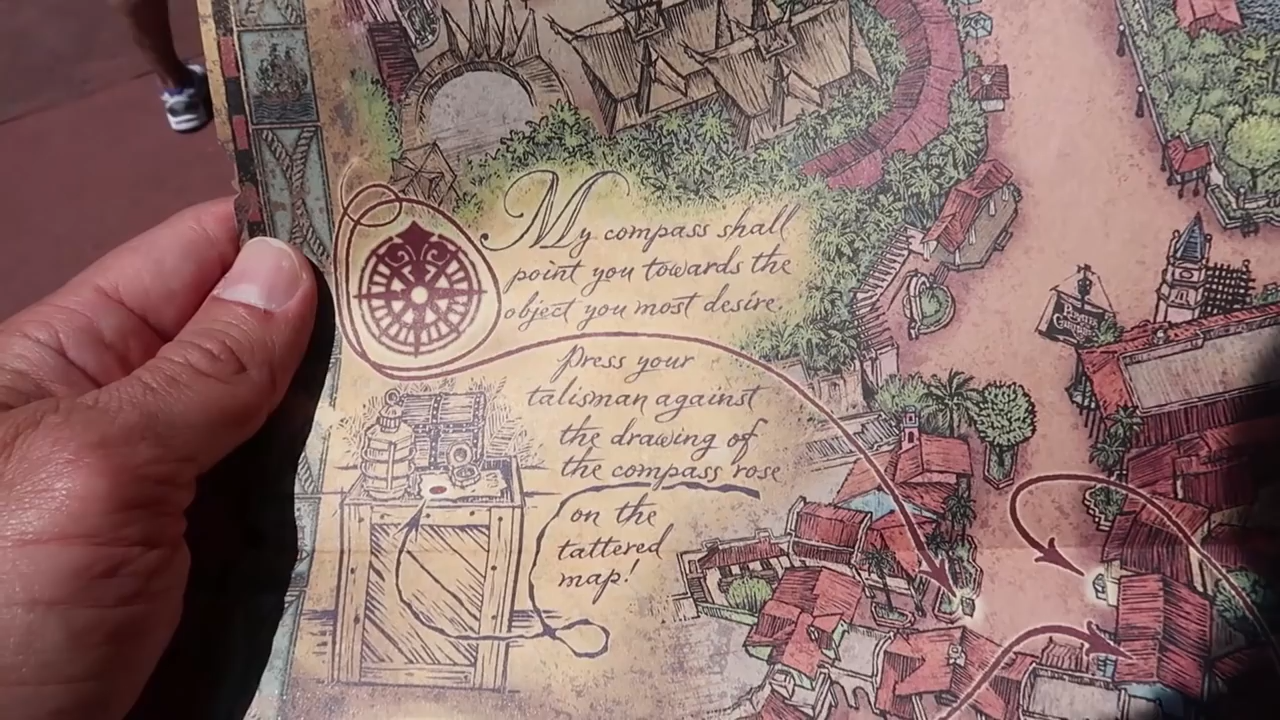 My compass shall
point you towards the
object you most desire.
Press your
talisman against
the drawing of
the compass rose
on the
tattered
map!